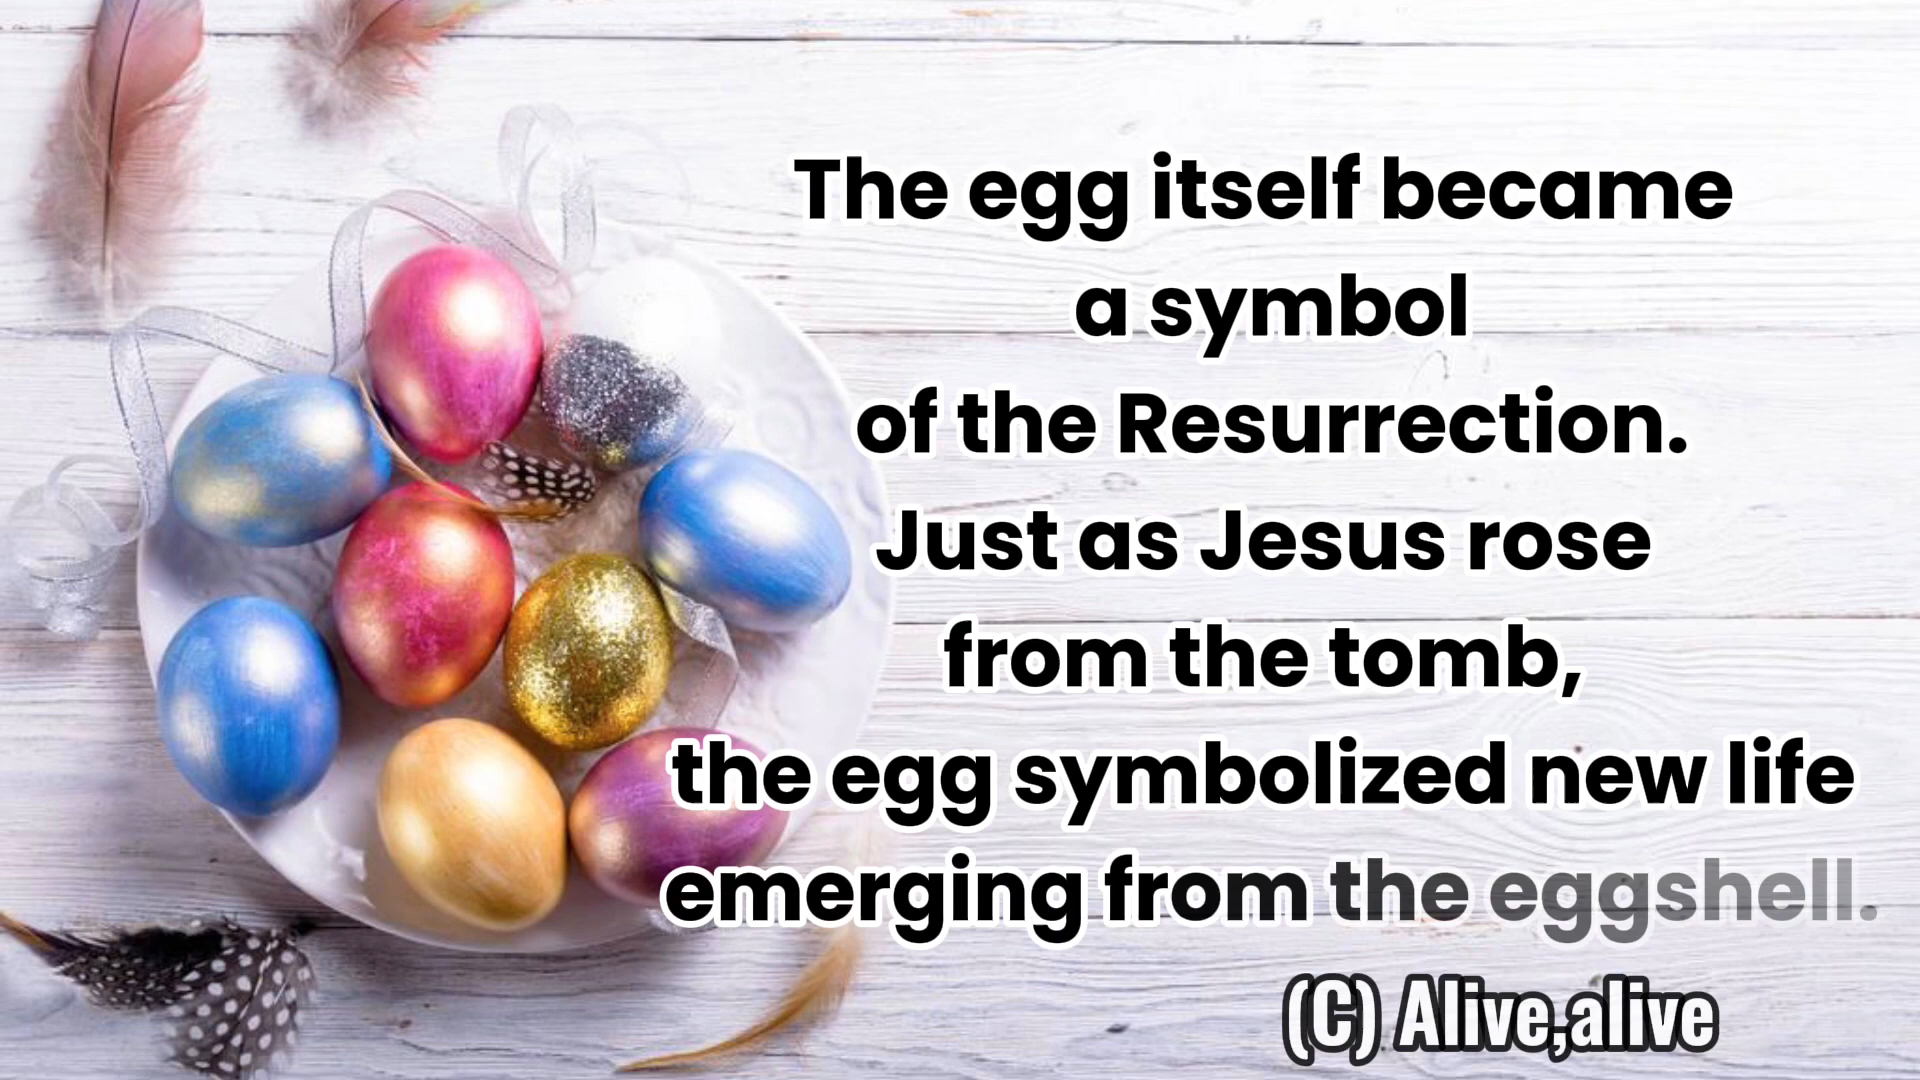 The egg itself became
a symbol
of the Resurrection.
Just as Jesus rose
from the tomb,
the egg symbolized new life
emerging from the eggshell.
(C) Alive,alive